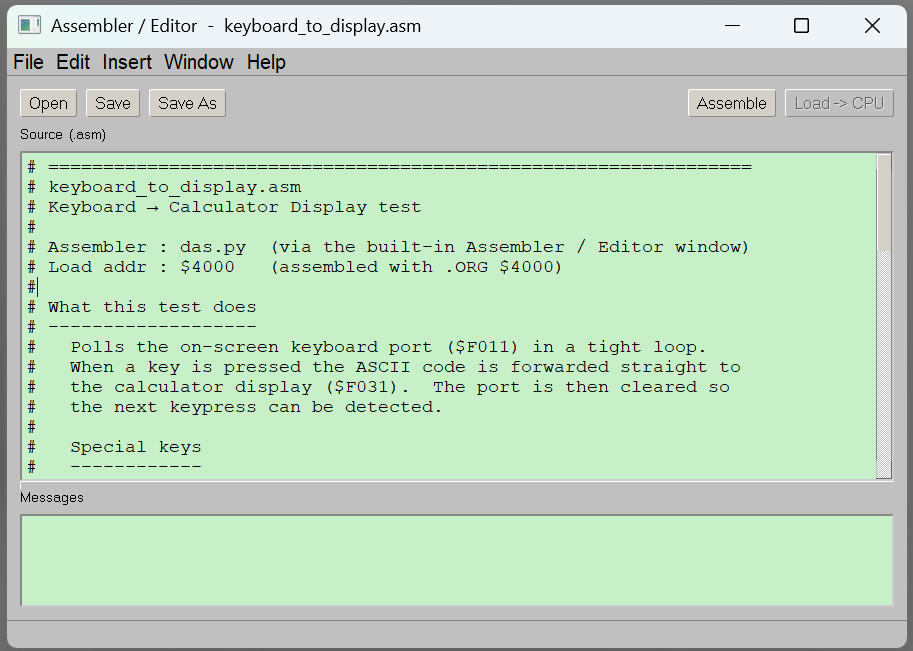 Assembler / Editor - keyboard_to_display.asm
File Edit Insert Window Help
Open Save Save As Assemble Load -> CPU
Source (.asm)
# ================================================================
# keyboard_to_display.asm
# Keyboard → Calculator Display test
#
# Assembler : das.py (via the built-in Assembler / Editor window)
# Load addr : $4000 (assembled with .ORG $4000)
#
# What this test does
# -------------------
# Polls the on-screen keyboard port ($F011) in a tight loop.
# When a key is pressed the ASCII code is forwarded straight to
# the calculator display ($F031). The port is then cleared so
# the next keypress can be detected.
#
# Special keys
# ------------
Messages